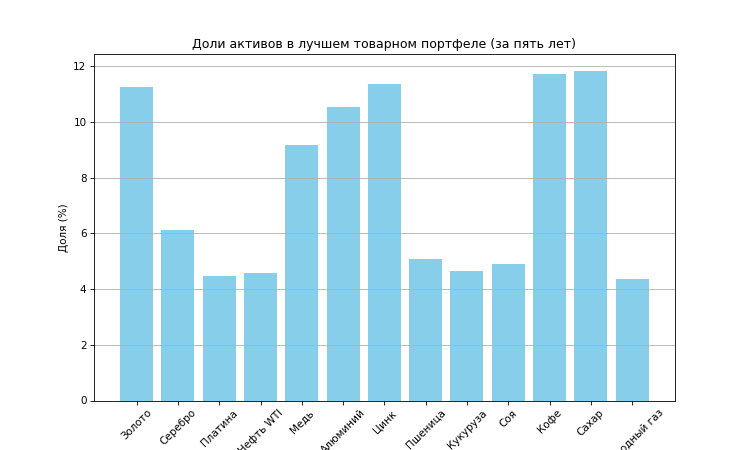 Доли активов в лучшем товарном портфеле (за пять лет)
Доля (%)
12
10
8
6
4
2
0
Золото
Серебро
Платина
Нефть WTI
Медь
Алюминий
Цинк
Пшеница
Кукуруза
Соя
Кофе
Сахар
газ